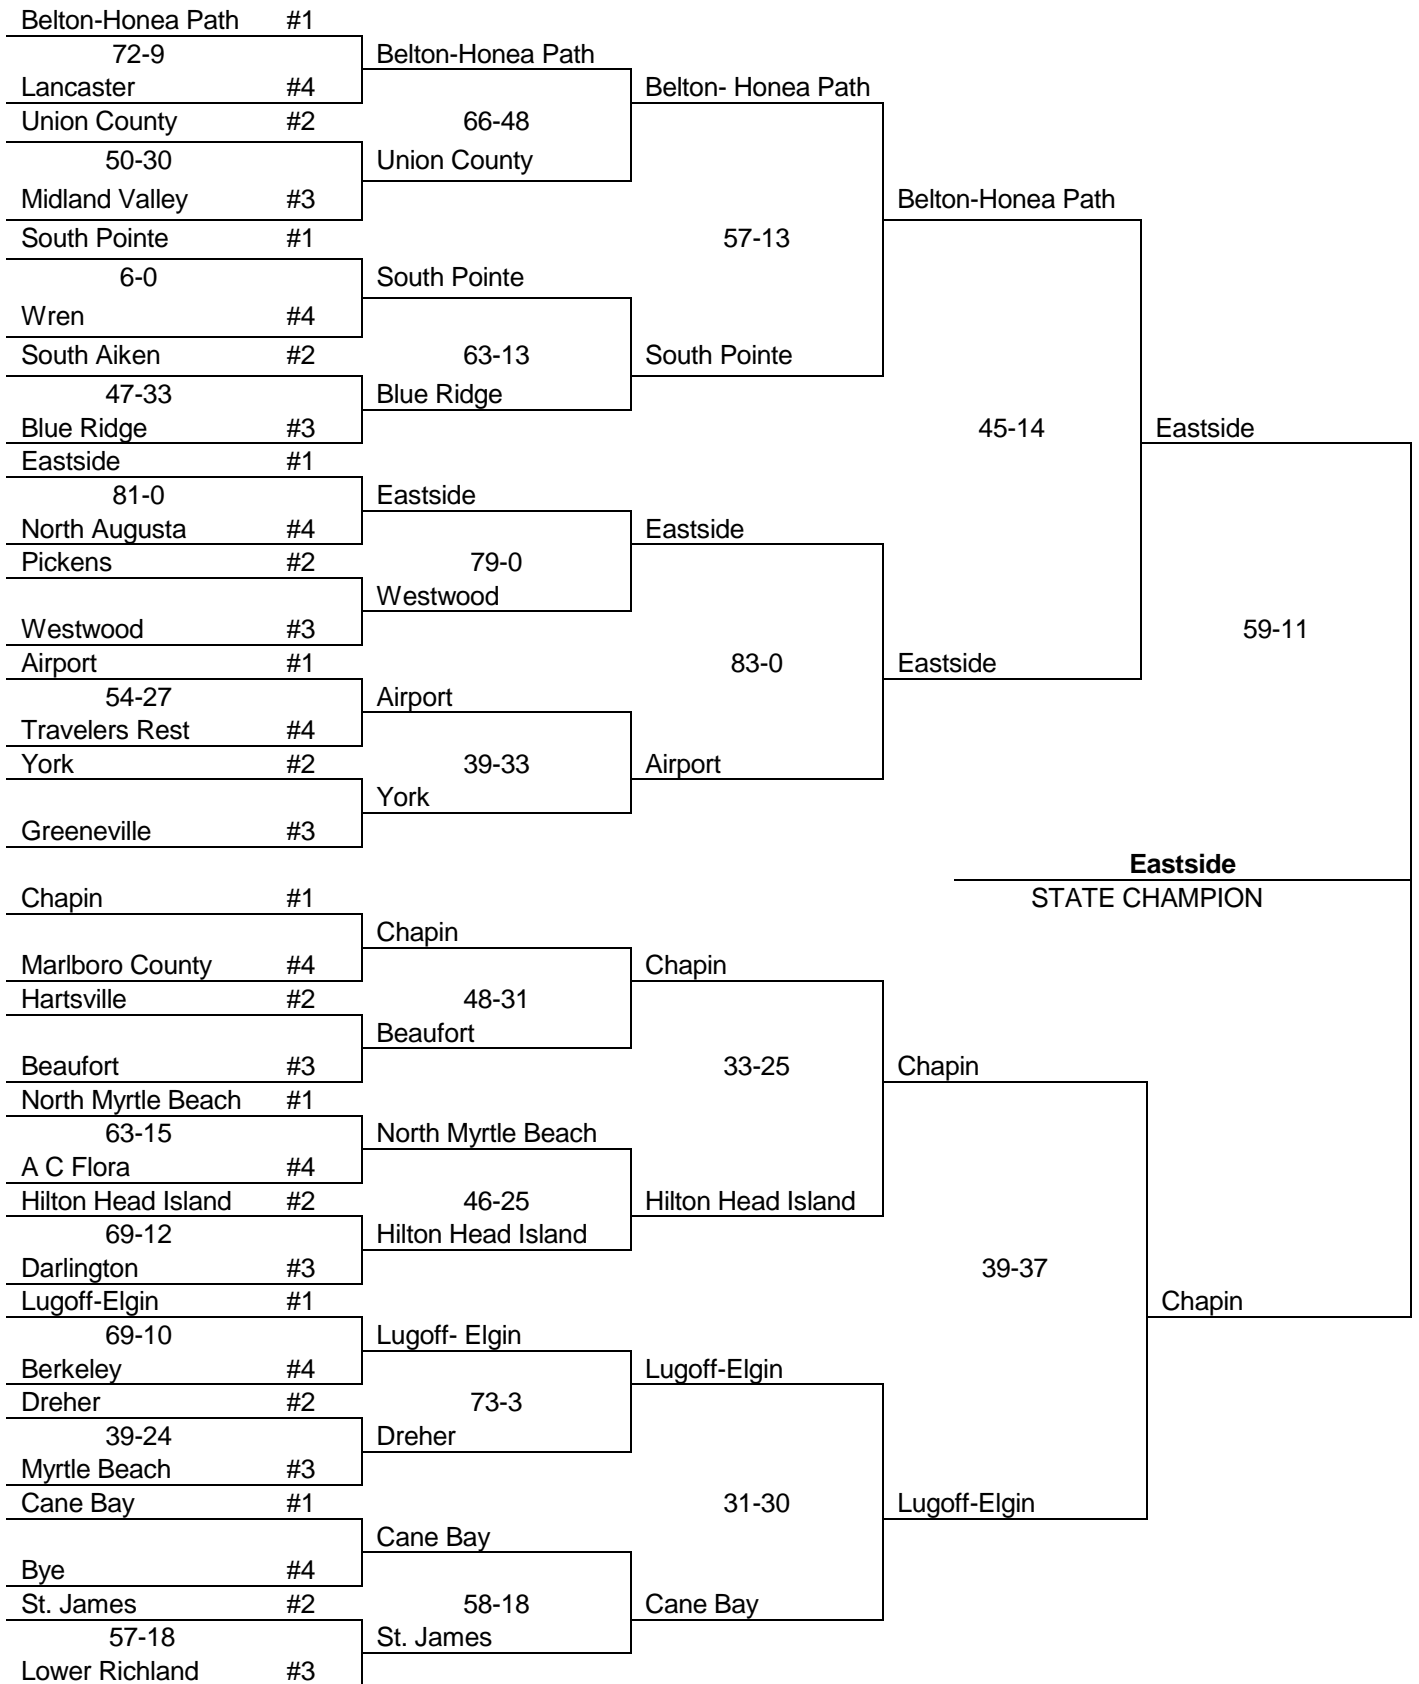 Belton-Honea Path #1
72-9 Belton-Honea Path
Lancaster #4 Belton- Honea Path
Union County #2 66-48
50-30 Union County
Midland Valley #3 Belton-Honea Path
South Pointe #1 57-13
6-0 South Pointe
Wren #4
South Aiken #2 63-13 South Pointe
47-33 Blue Ridge
Blue Ridge #3 45-14 Eastside
Eastside #1
81-0 Eastside
North Augusta #4 Eastside
Pickens #2 79-0
Westwood
Westwood #3 59-11
Airport #1 83-0 Eastside
54-27 Airport
Travelers Rest #4
York #2 39-33 Airport
York
Greeneville #3
Eastside
Chapin #1 STATE CHAMPION
Chapin
Marlboro County #4 Chapin
Hartsville #2 48-31
Beaufort
Beaufort #3 33-25 Chapin
North Myrtle Beach #1
63-15 North Myrtle Beach
A C Flora #4
Hilton Head Island #2 46-25 Hilton Head Island
69-12 Hilton Head Island
Darlington #3 39-37
Lugoff-Elgin #1 Chapin
69-10 Lugoff- Elgin
Berkeley #4 Lugoff-Elgin
Dreher #2 73-3
39-24 Dreher
Myrtle Beach #3
Cane Bay #1 31-30 Lugoff-Elgin
Cane Bay
Bye #4
St. James #2 58-18 Cane Bay
57-18 St. James
Lower Richland #3